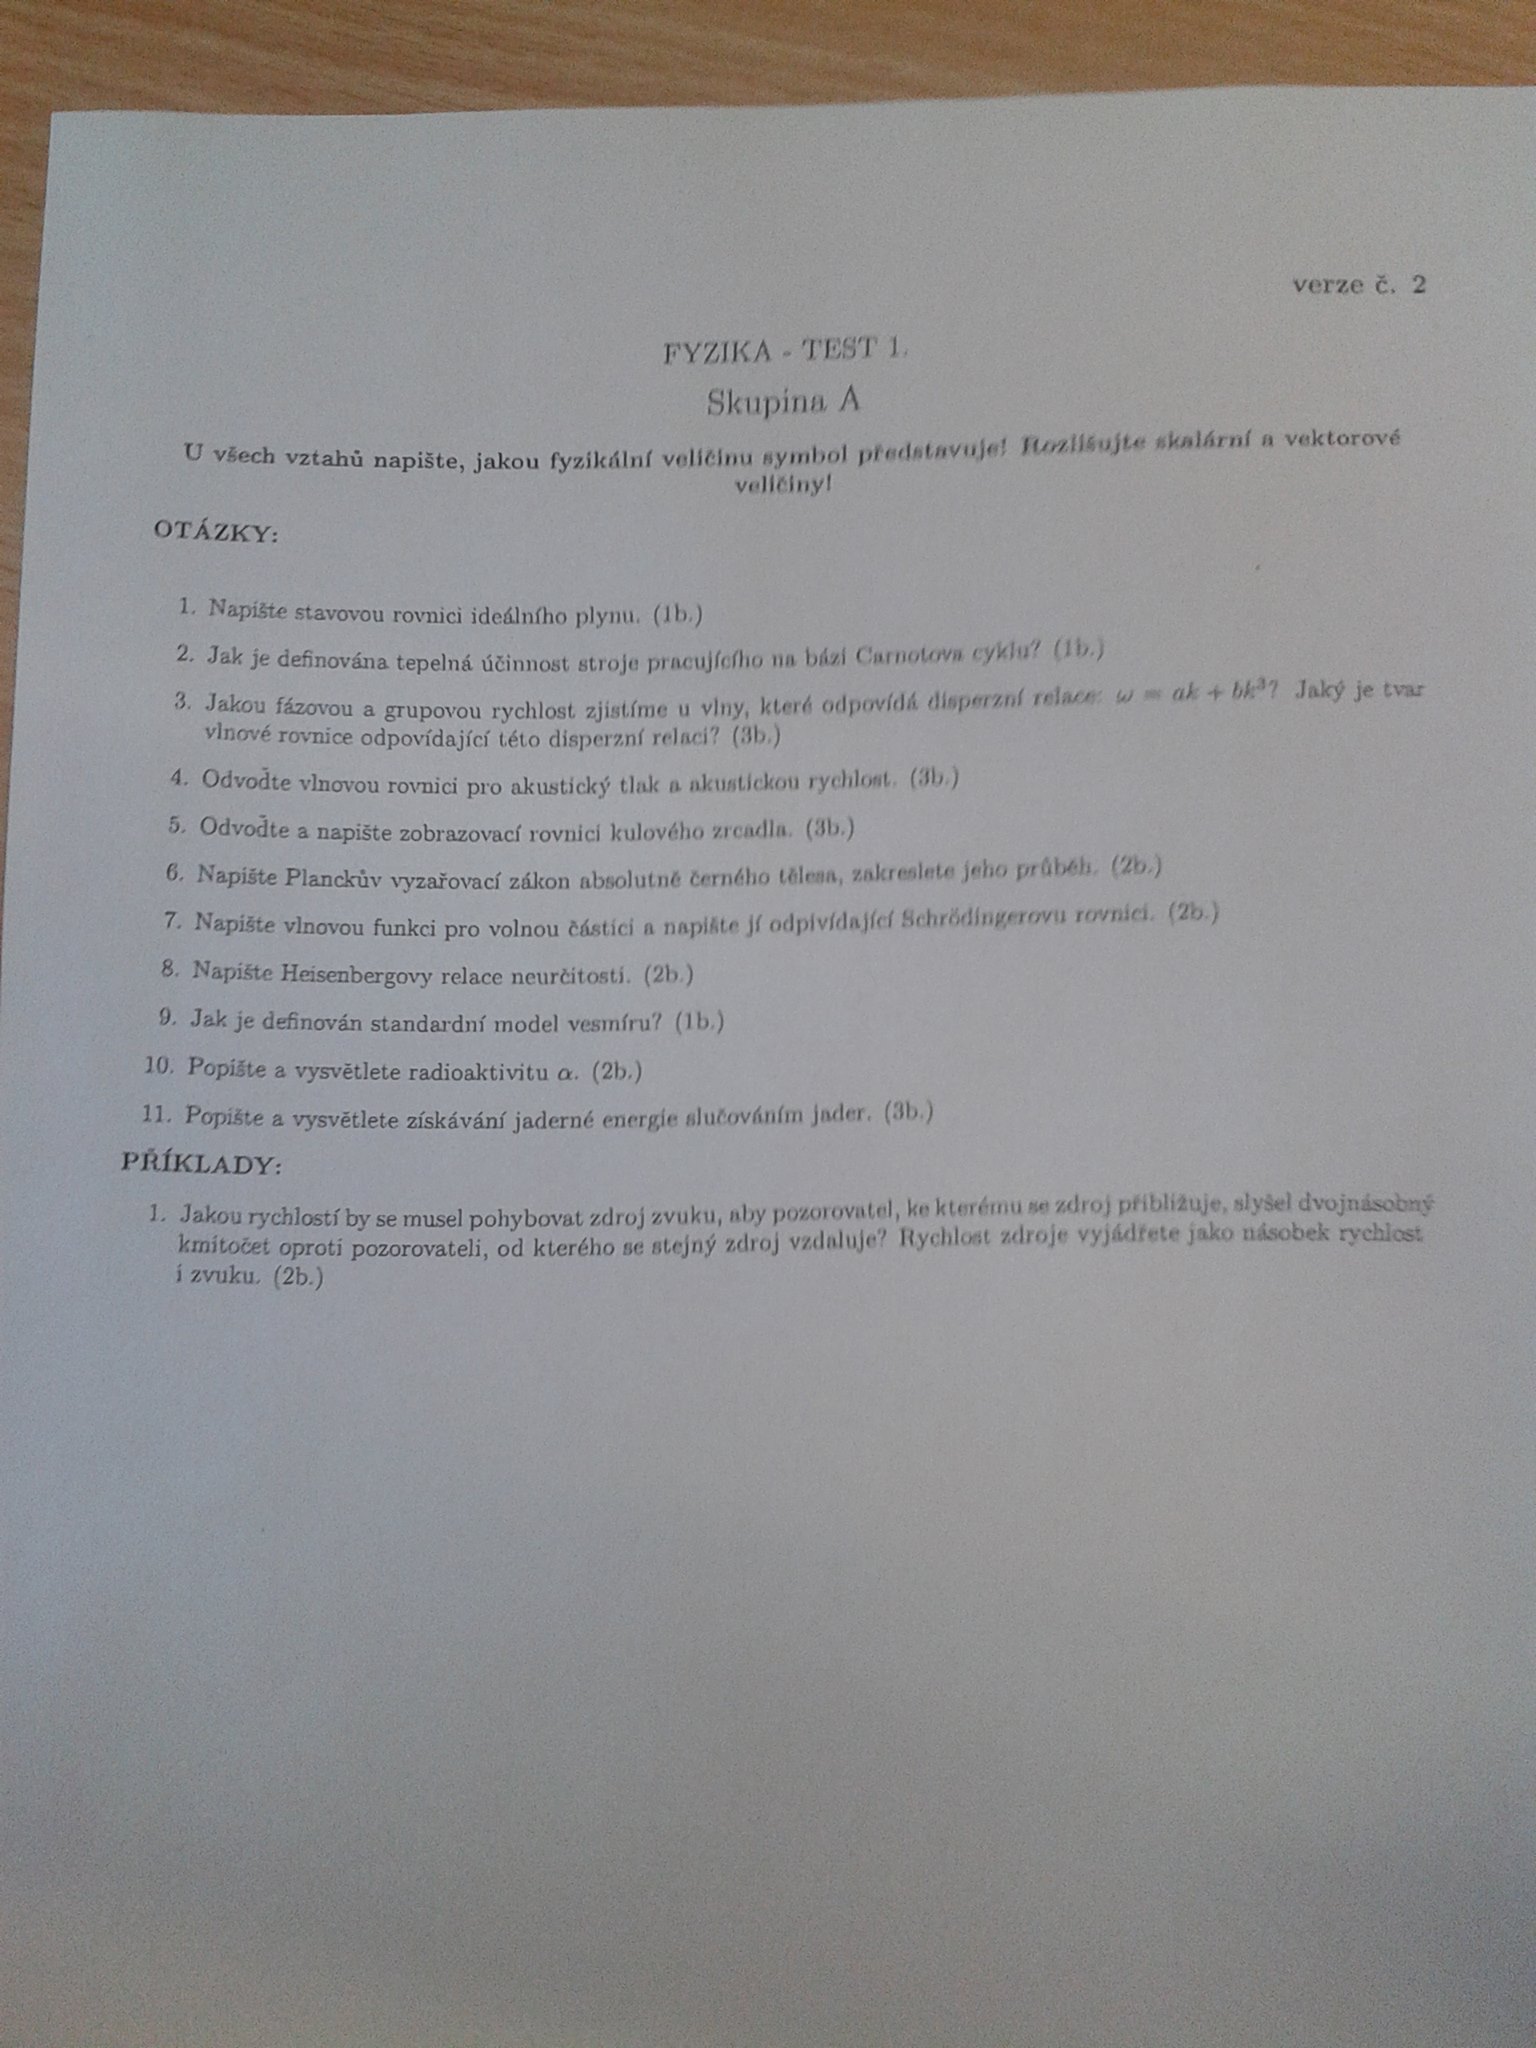 verze č. 2
FYZIKA - TEST 1.
Skupina A
U všech vztahů napište, jakou fyzikální veličinu symbol představuje! Rozlišujte skalární a vektorové
veličiny!
OTÁZKY:
1. Napište stavovou rovnici ideálního plynu. (1b.)
2. Jak je definována tepelná účinnost stroje pracujícího na bázi Carnotova cyklu? (1b.)
3. Jakou fázovou a grupovou rychlost zjistíme u vlny, které odpovídá disperzní relace: ω = ak + bk³? Jaký je tvar
vlnové rovnice odpovídající této disperzní relaci? (3b.)
4. Odvoďte vlnovou rovnici pro akustický tlak a akustickou rychlost. (3b.)
5. Odvoďte a napište zobrazovací rovnici kulového zrcadla. (3b.)
6. Napište Planckův vyzařovací zákon absolutně černého tělesa, zakreslete jeho průběh. (2b.)
7. Napište vlnovou funkci pro volnou částici a napište jí odpivídající Schrödingerovu rovnici. (2b.)
8. Napište Heisenbergovy relace neurčitosti. (2b.)
9. Jak je definován standardní model vesmíru? (1b.)
10. Popište a vysvětlete radioaktivitu α. (2b.)
11. Popište a vysvětlete získávání jaderné energie slučováním jader. (3b.)
PŘÍKLADY:
1. Jakou rychlostí by se musel pohybovat zdroj zvuku, aby pozorovatel, ke kterému se zdroj přibližuje, slyšel dvojnásobný
kmitočet oproti pozorovateli, od kterého se stejný zdroj vzdaluje? Rychlost zdroje vyjádřete jako násobek rychlost
i zvuku. (2b.)